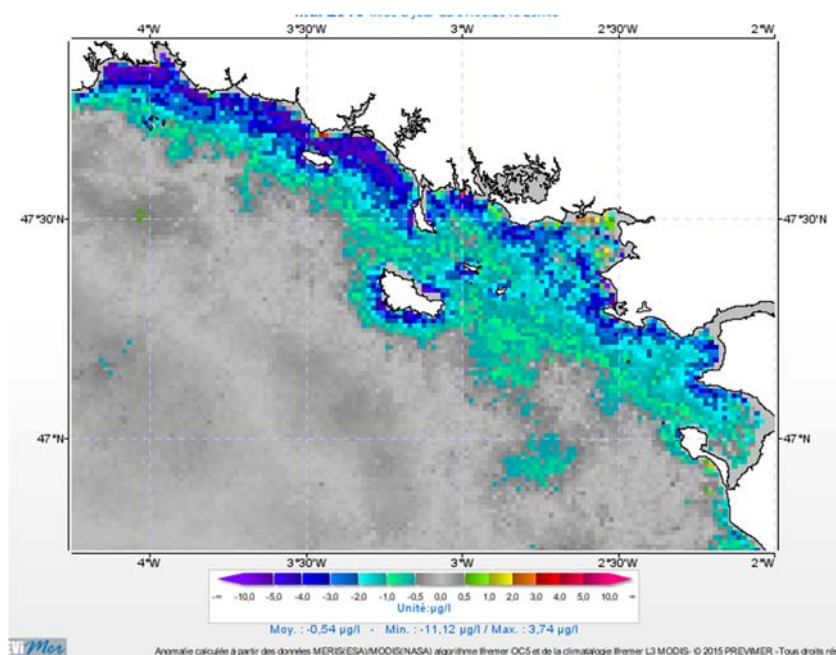 4°W 3°30'W 3°W 2°30'W 2°W
47°30'N 47°30'N
47°N 47°N
4°W 3°30'W 3°W 2°30'W 2°W
-∞ -10,0 -5,0 -4,0 -3,0 -2,0 -1,0 -0,5 0,0 0,5 1,0 2,0 3,0 4,0 5,0 10,0 ∞
Unité:µg/l
Moy. : -0,54 µg/l - Min. : -11,12 µg/l / Max. : 3,74 µg/l
Anomalie calculée à partir des données MERIS(ESA)/MODIS(NASA) algorithme Ifremer OC5 et de la climatalogie Ifremer L3 MODIS- © 2015 PREVIMER -Tous droits ré